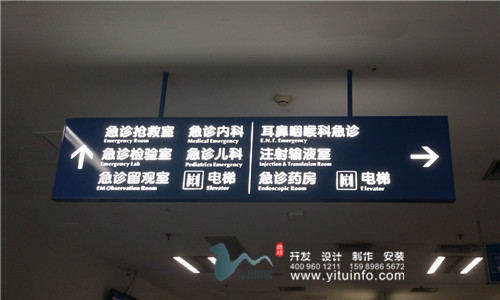 急诊抢救室 急诊内科
Emergency Room Medical Emergency
急诊检验室 急诊儿科
Emergency Lab Pediatrics Emergency
急诊留观室 电梯
EM Observation Room Elevator
耳鼻咽喉科急诊
E.N.T. Emergency
注射输液室
Injection & Transfusion Room
急诊药房 电梯
Endoscopic Room Elevator
开发 设计 制作 安装
400 960 1211 159 8986 5672
www.yituinfo.com